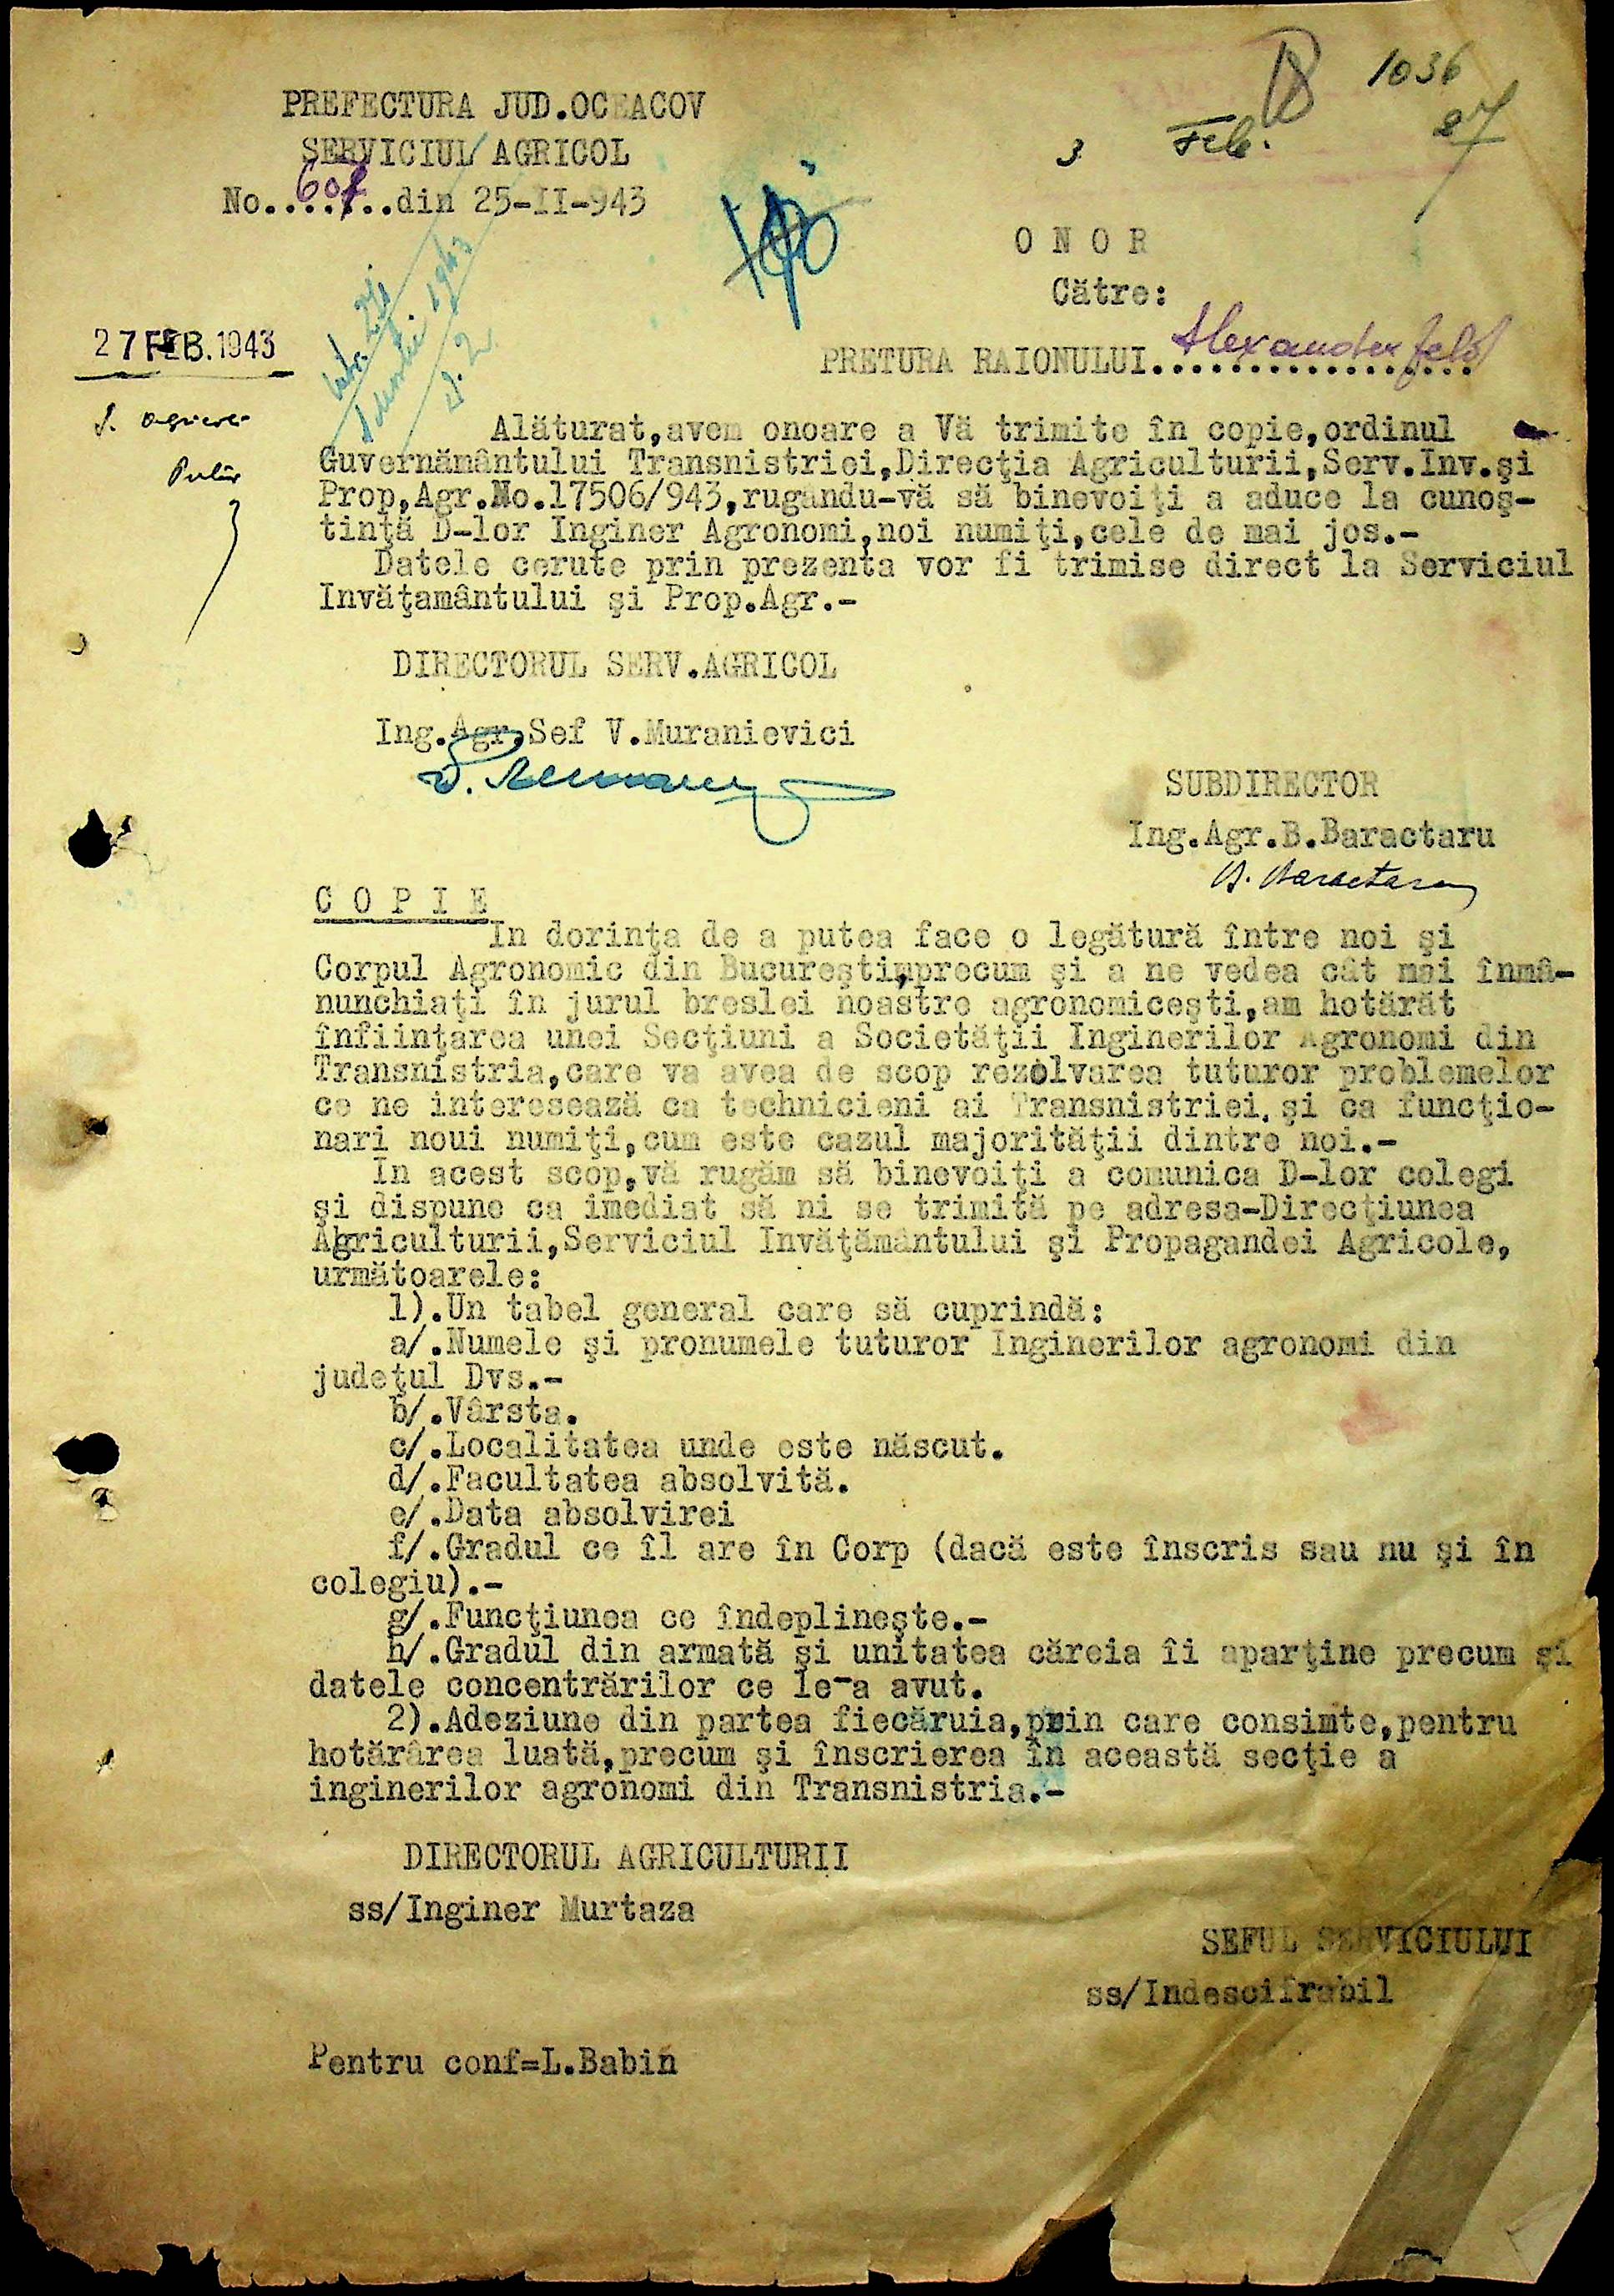 1036
27
3 Feb.
PREFECTURA JUD.OCEACOV
SERVICIUL AGRICOL
No.......din 25-II-943
O N O R
Către:
27 FEB.1943
PRETURA RAIONULUI Alexanderfeld
Alăturat,avem onoare a Vă trimite în copie,ordinul
Guvernământului Transnistriei,Direcţia Agriculturii,Serv.Inv.şi
Prop,Agr.No.17506/943,rugându-vă să binevoiţi a aduce la cunoş-
tinţă D-lor Inginer Agronomi,noi numiţi,cele de mai jos.-
Datele cerute prin prezenta vor fi trimise direct la Serviciul
Invăţamântului şi Prop.Agr.-
DIRECTORUL SERV.AGRICOL
Ing.Agr.Sef V.Muranievici
SUBDIRECTOR
Ing.Agr.B.Baractaru
B. Baractaru
C O P I E
In dorinţa de a putea face o legătură între noi şi
Corpul Agronomic din Bucureşti,precum şi a ne vedea cât mai înmă-
nunchiaţi în jurul breslei noastre agronomiceşti,am hotărăt
înfiinţarea unei Secţiuni a Societăţii Inginerilor Agronomi din
Transnistria,care va avea de scop rezolvarea tuturor problemelor
ce ne interesează ca technicieni ai Transnistriei.şi ca funcţio-
nari noui numiţi,cum este cazul majorităţii dintre noi.-
In acest scop,vă rugăm să binevoiţi a comunica D-lor colegi
şi dispune ca imediat să ni se trimită pe adresa-Direcţiunea
Agriculturii,Serviciul Invăţământului şi Propagandei Agricole,
următoarele:
1).Un tabel general care să cuprindă:
a/.Numele şi pronumele tuturor Inginerilor agronomi din
judeţul Dvs.-
b/.Vârsta.
c/.Localitatea unde este născut.
d/.Facultatea absolvită.
e/.Data absolvirei
f/.Gradul ce îl are în Corp (dacă este înscris sau nu şi în
colegiu).-
g/.Funcţiunea ce îndeplineşte.-
h/.Gradul din armată şi unitatea căreia îi aparţine precum şi
datele concentrărilor ce le-a avut.
2).Adeziune din partea fiecăruia,prin care consimte,pentru
hotărârea luată,precum şi înscrierea în această secţie a
inginerilor agronomi din Transnistria.-
DIRECTORUL AGRICULTURII
ss/Inginer Murtaza
SEFUL SERVICIULUI
ss/Indescifrabil
Pentru conf=L.Babin